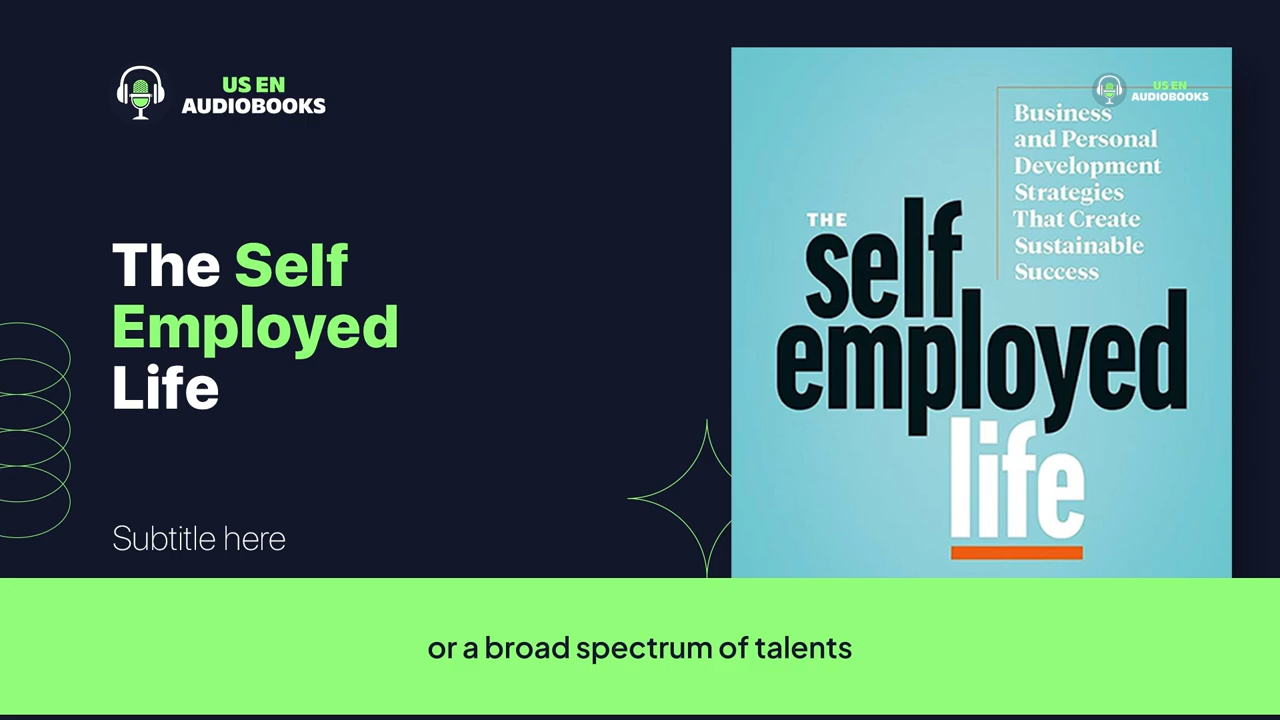 US EN
AUDIOBOOKS
The Self
Employed
Life
Subtitle here
US EN
AUDIOBOOKS
Business
and Personal
Development
Strategies
That Create
Sustainable
Success
THE
self
employed
life
or a broad spectrum of talents